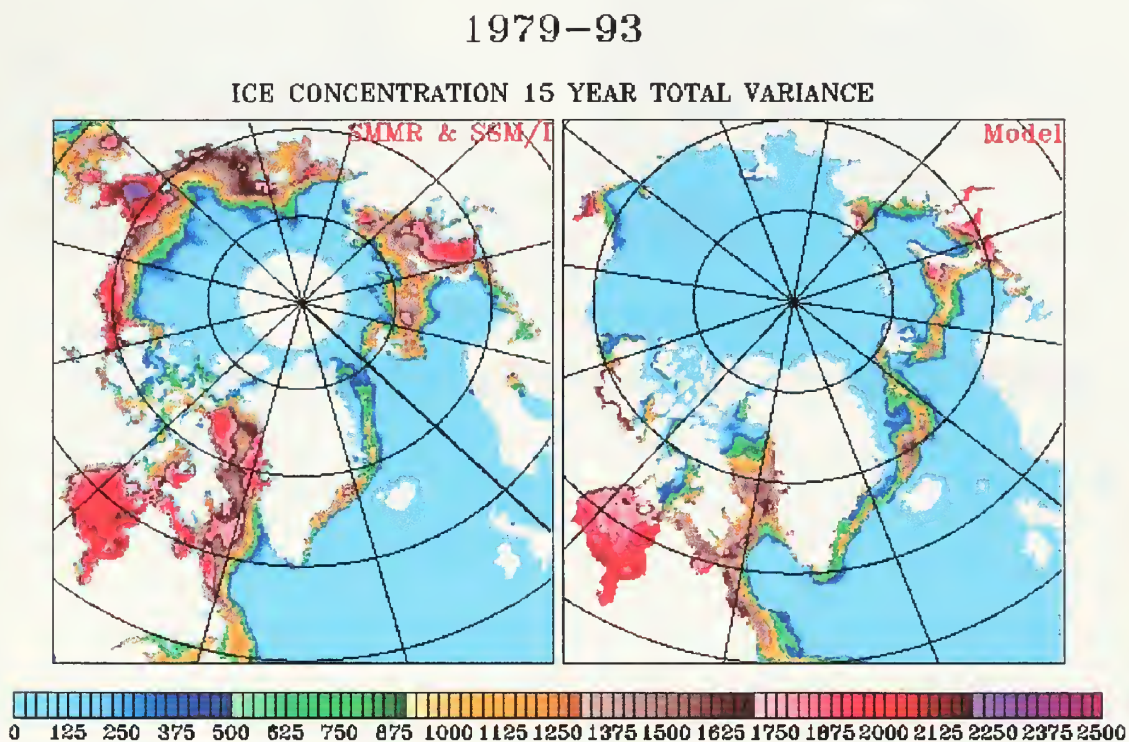 1979-93
ICE CONCENTRATION 15 YEAR TOTAL VARIANCE
SMMR & SSM/I
Model
0 125 250 375 500 625 750 875 1000 1125 1250 1375 1500 1625 1750 1875 2000 2125 2250 2375 2500